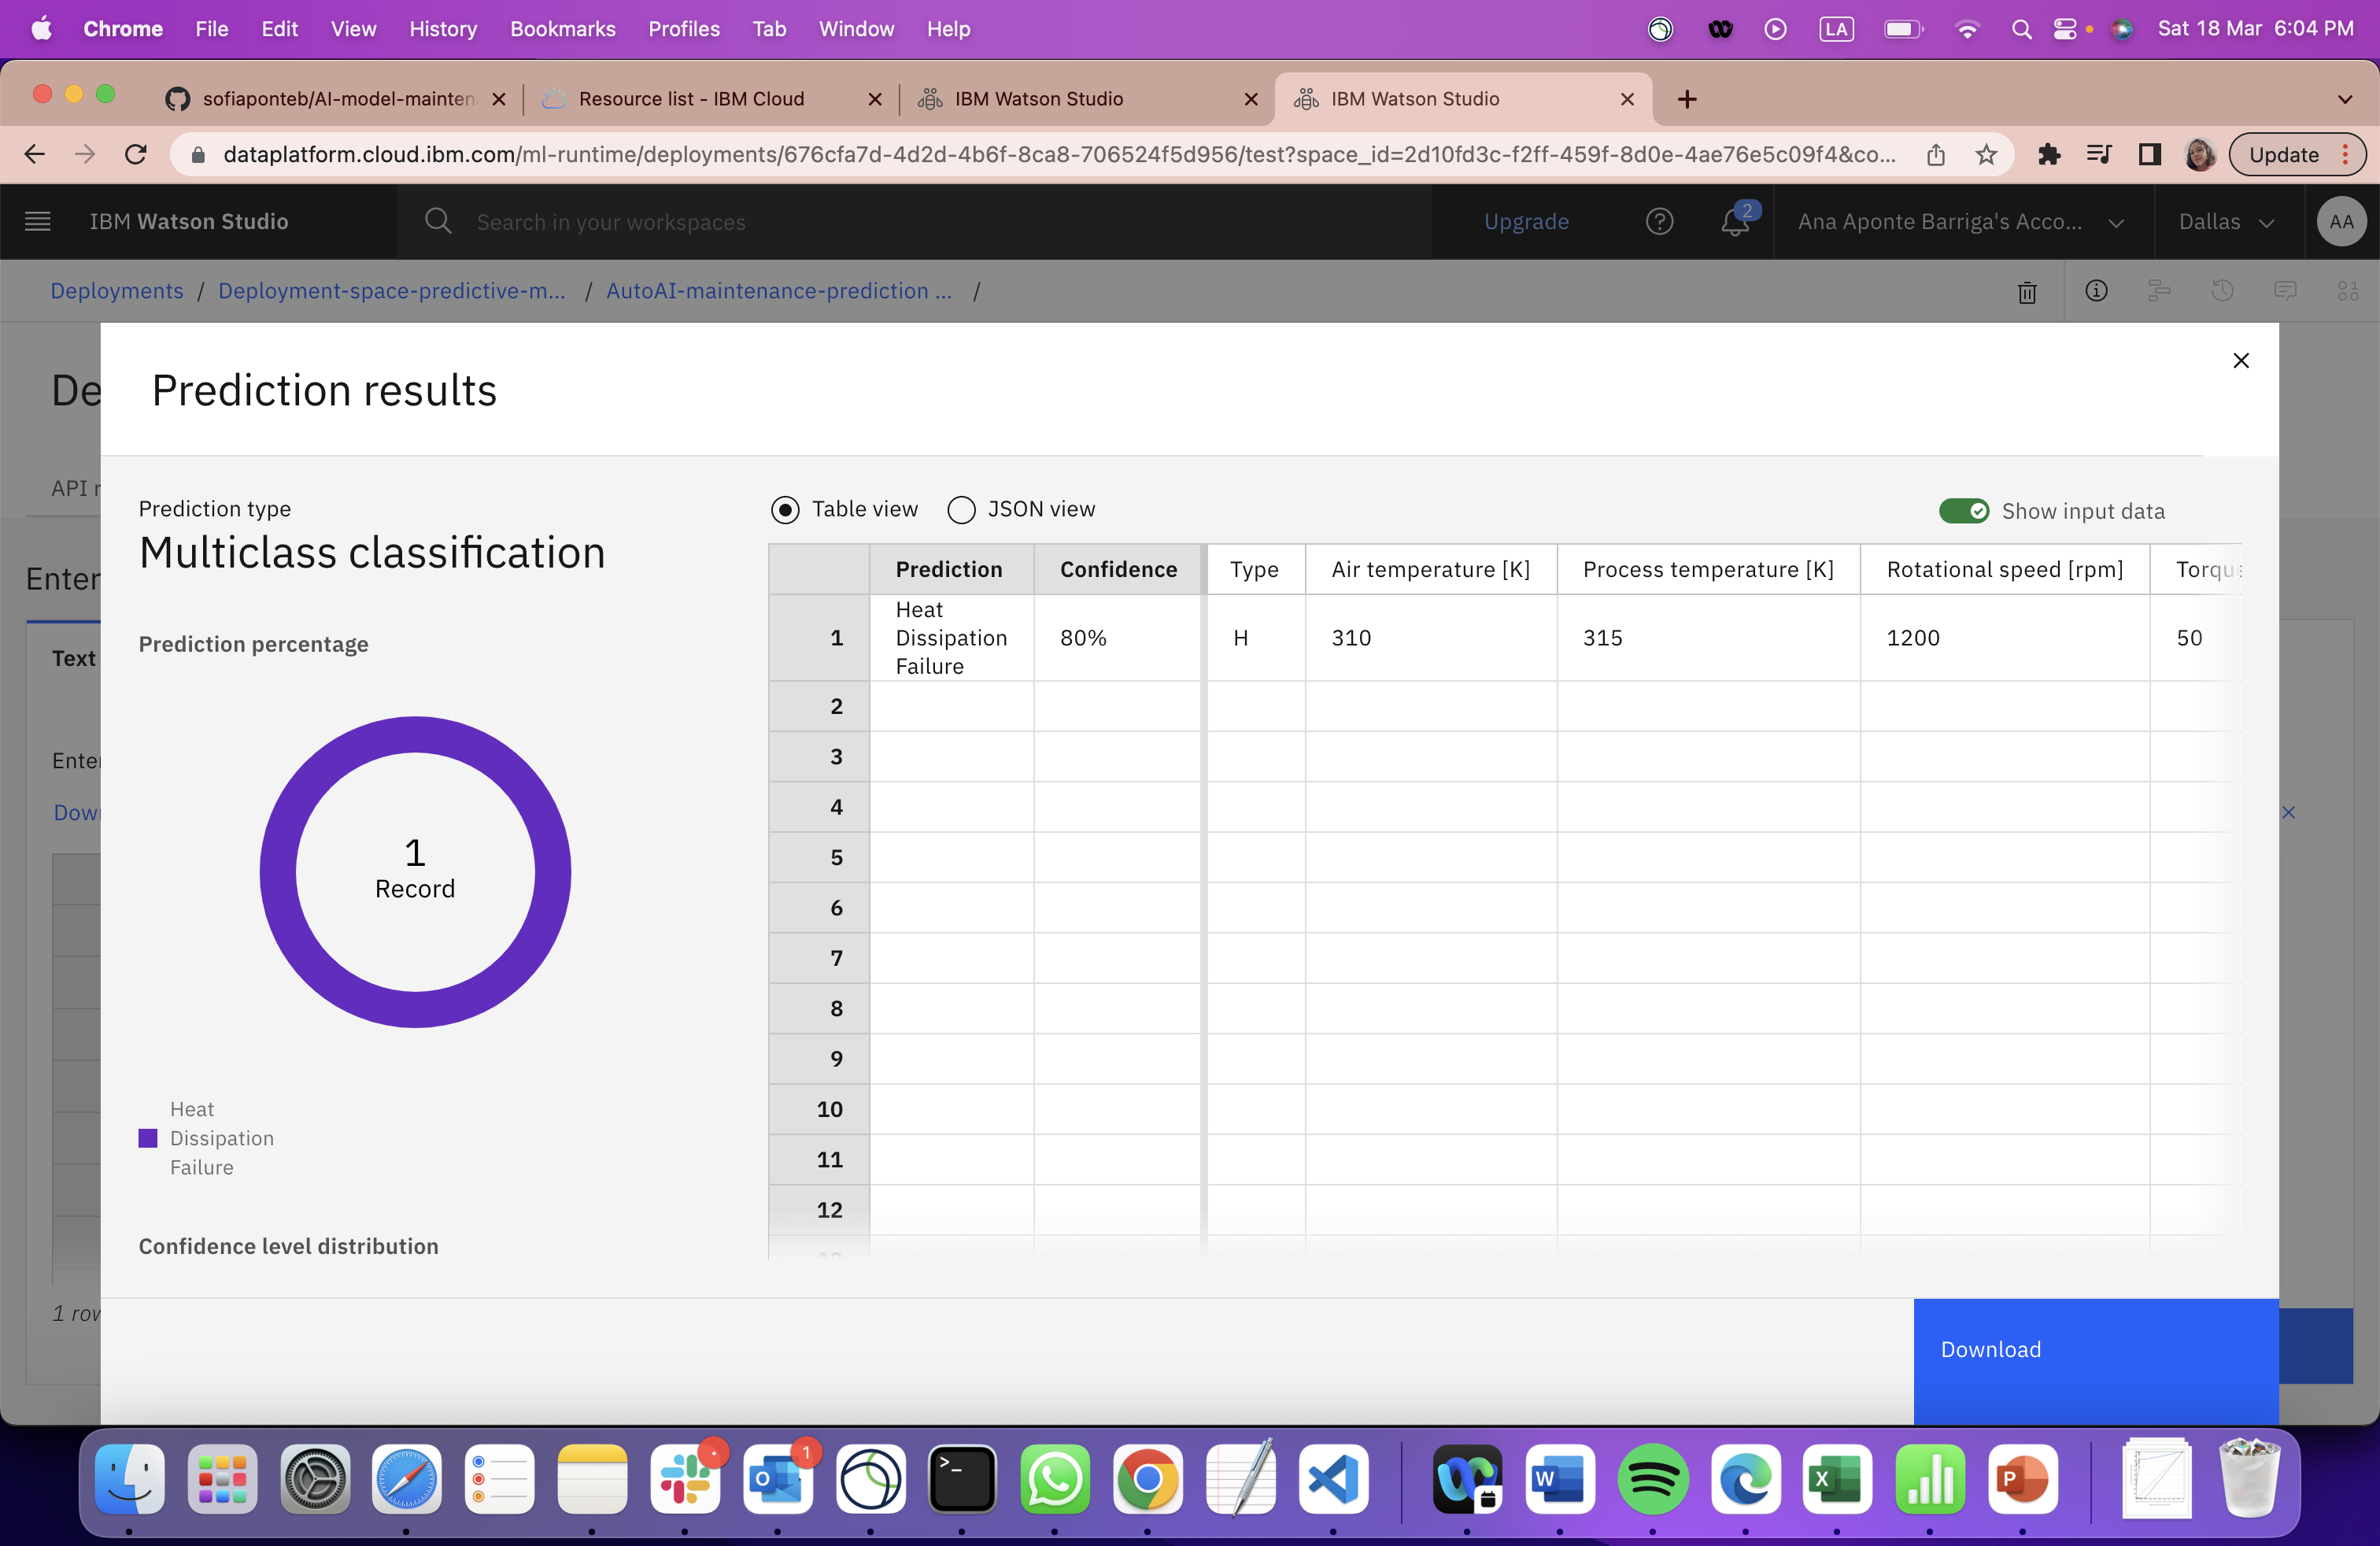 Chrome File Edit View History Bookmarks Profiles Tab Window Help LA Sat 18 Mar 6:04 PM
sofiaponteb/AI-model-mainten Resource list - IBM Cloud IBM Watson Studio IBM Watson Studio
dataplatform.cloud.ibm.com/ml-runtime/deployments/676cfa7d-4d2d-4b6f-8ca8-706524f5d956/test?space_id=2d10fd3c-f2ff-459f-8d0e-4ae76e5c09f4&co... Update
IBM Watson Studio Search in your workspaces Upgrade 2 Ana Aponte Barriga's Acco... Dallas AA
Deployments / Deployment-space-predictive-m... / AutoAI-maintenance-prediction ... /
De
Prediction results
API r
Prediction type
Multiclass classification
Table view JSON view Show input data
Enter
Prediction Confidence Type Air temperature [K] Process temperature [K] Rotational speed [rpm] Torque
1 Heat Dissipation Failure 80% H 310 315 1200 50
Text
Prediction percentage
2
3
Enter
4
Down
5
1
Record
6
7
8
9
10
11
12
13
Heat
Dissipation
Failure
Confidence level distribution
1 row
Download
1
>_
O
W
X
P